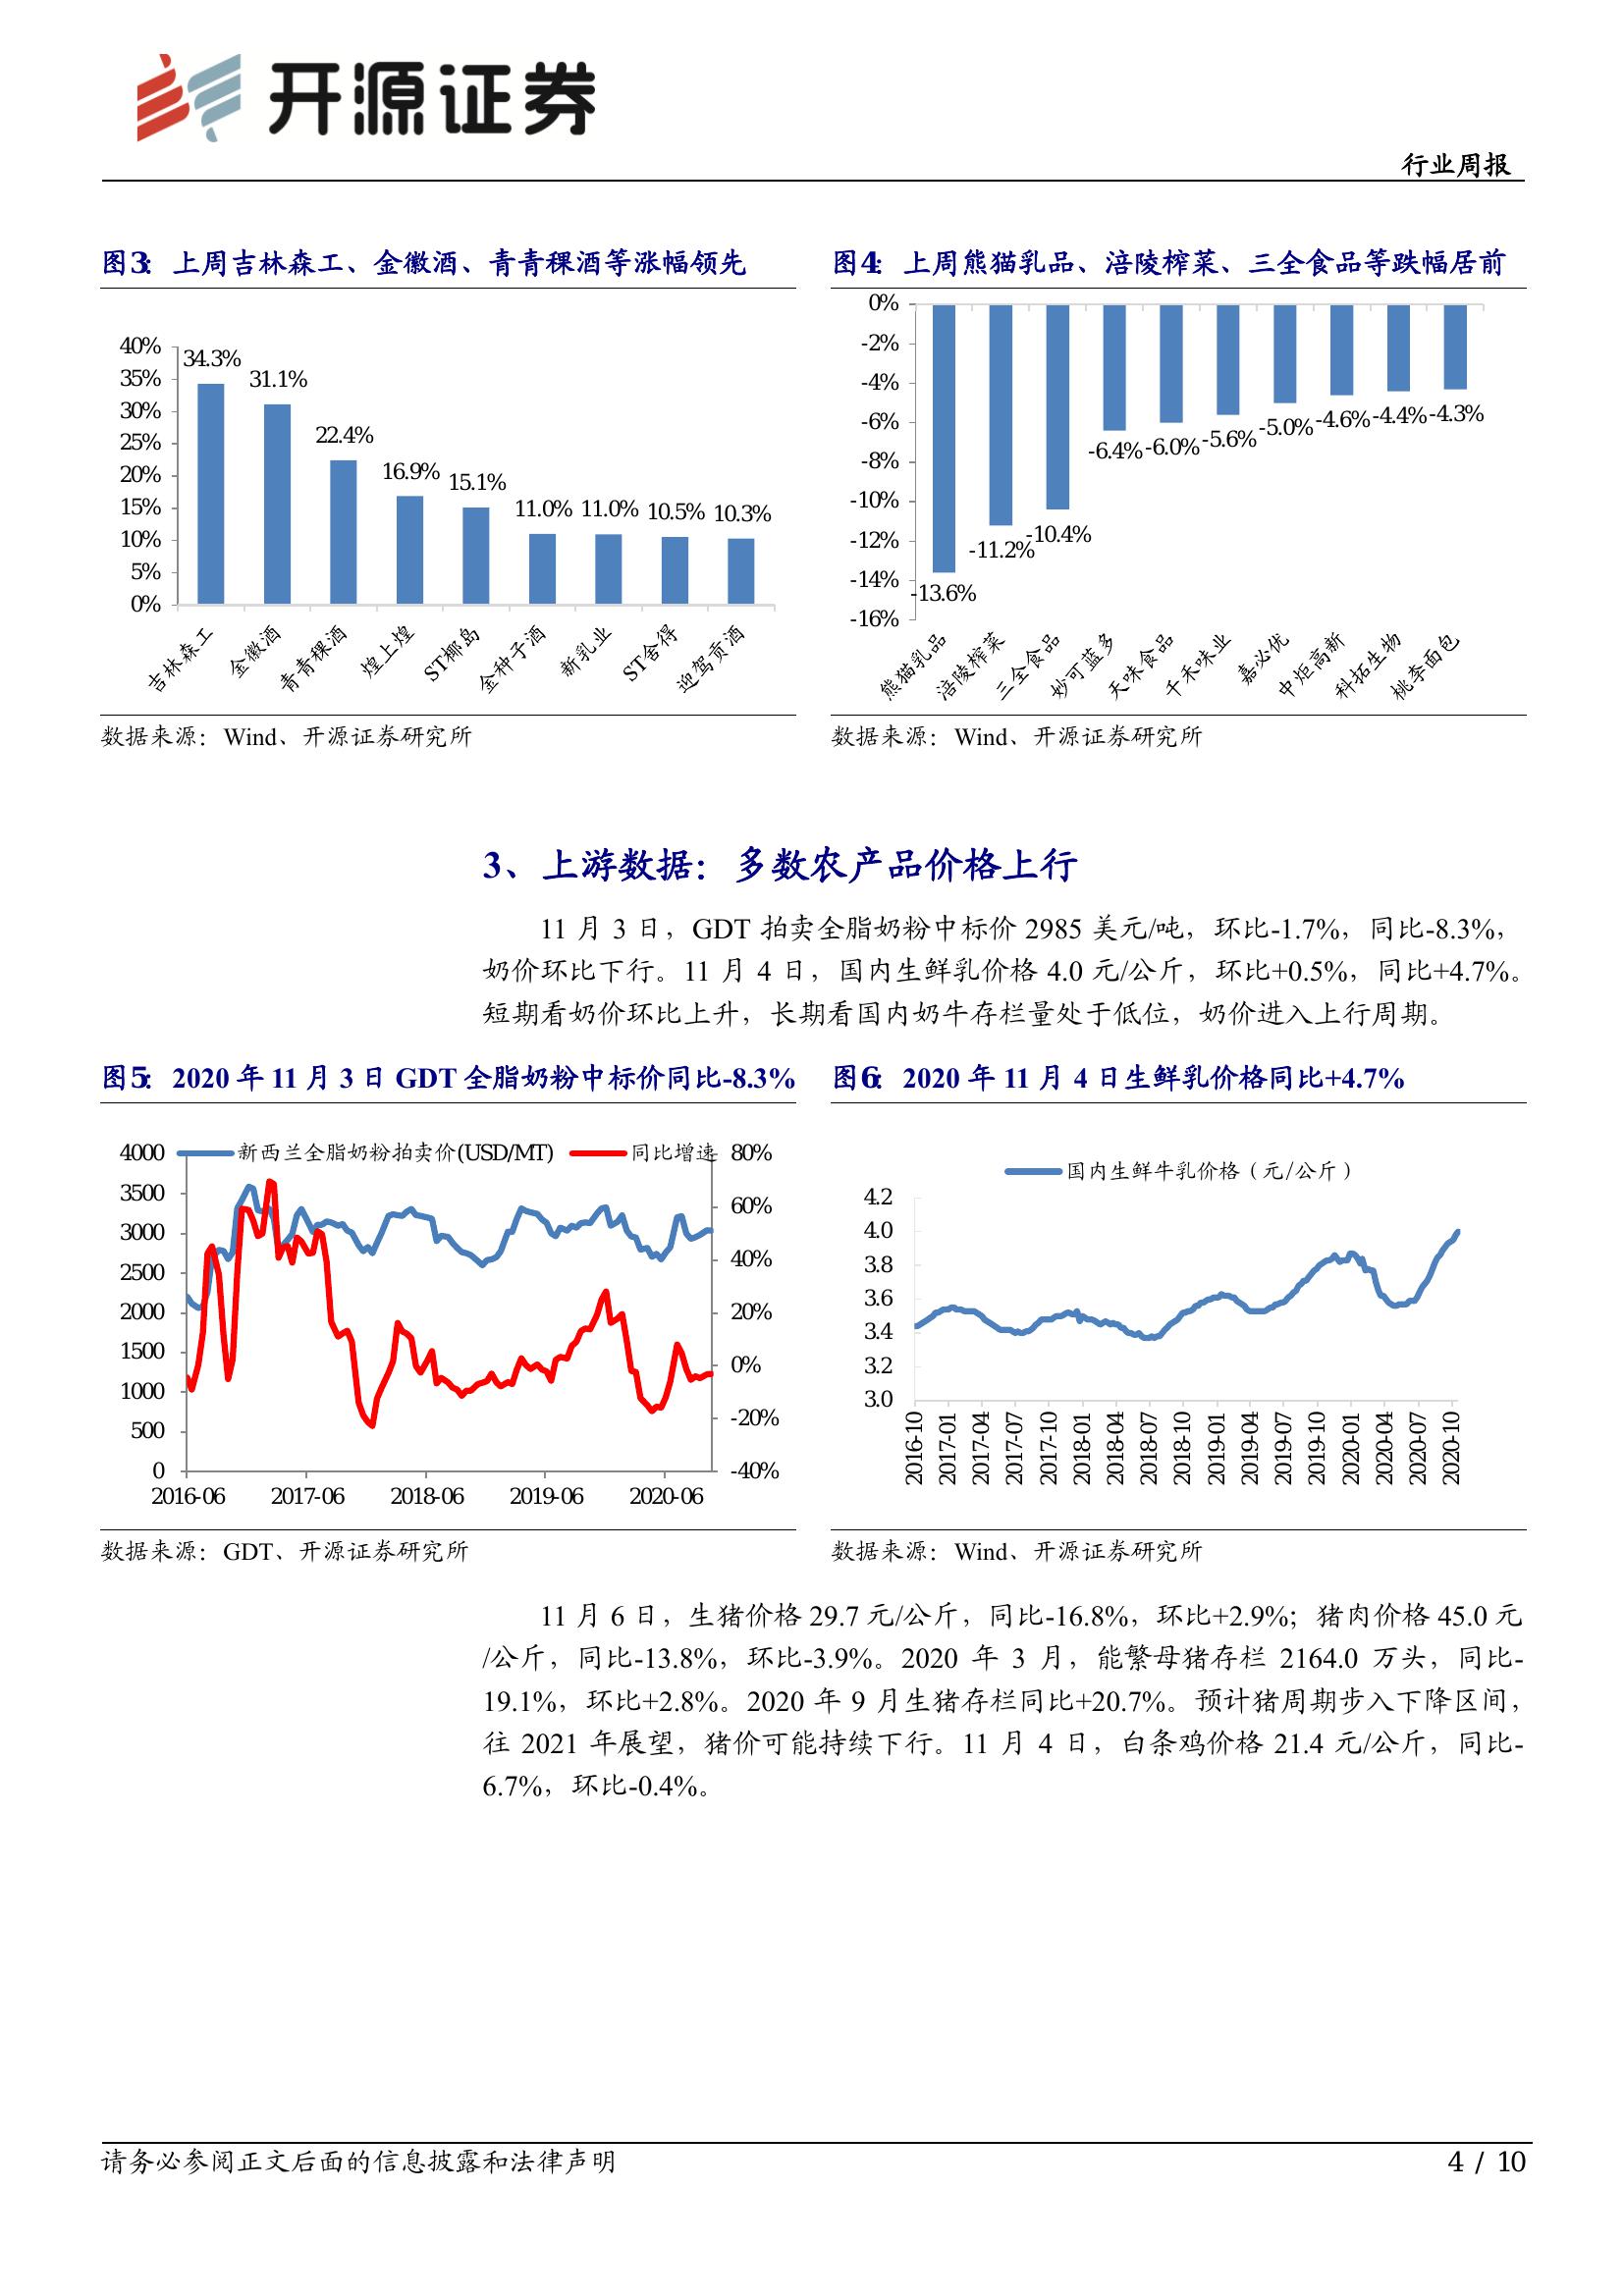 开源证券
行业周报
图3： 上周吉林森工、金徽酒、青青稞酒等涨幅领先
40%
35%
30%
25%
20%
15%
10%
5%
0%
34.3%
31.1%
22.4%
16.9%
15.1%
11.0%
11.0%
10.5%
10.3%
吉林森工
金徽酒
青青稞酒
煌上煌
ST椰岛
金种子酒
新乳业
ST舍得
迎驾贡酒
数据来源：Wind、开源证券研究所
图4： 上周熊猫乳品、涪陵榨菜、三全食品等跌幅居前
0%
-2%
-4%
-6%
-8%
-10%
-12%
-14%
-16%
-13.6%
-11.2%
-10.4%
-6.4%
-6.0%
-5.6%
-5.0%
-4.6%
-4.4%
-4.3%
熊猫乳品
涪陵榨菜
三全食品
妙可蓝多
天味食品
千禾味业
嘉必优
中炬高新
科拓生物
桃李面包
数据来源：Wind、开源证券研究所
3、上游数据：多数农产品价格上行
11 月 3 日，GDT 拍卖全脂奶粉中标价 2985 美元/吨，环比-1.7%，同比-8.3%，
奶价环比下行。11 月 4 日，国内生鲜乳价格 4.0 元/公斤，环比+0.5%，同比+4.7%。
短期看奶价环比上升，长期看国内奶牛存栏量处于低位，奶价进入上行周期。
图5： 2020 年 11 月 3 日 GDT 全脂奶粉中标价同比-8.3%
新西兰全脂奶粉拍卖价(USD/MT)
同比增速
4000
3500
3000
2500
2000
1500
1000
500
0
80%
60%
40%
20%
0%
-20%
-40%
2016-06
2017-06
2018-06
2019-06
2020-06
数据来源：GDT、开源证券研究所
图6： 2020 年 11 月 4 日生鲜乳价格同比+4.7%
国内生鲜牛乳价格（元/公斤）
4.2
4.0
3.8
3.6
3.4
3.2
3.0
2016-10
2017-01
2017-04
2017-07
2017-10
2018-01
2018-04
2018-07
2018-10
2019-01
2019-04
2019-07
2019-10
2020-01
2020-04
2020-07
2020-10
数据来源：Wind、开源证券研究所
11 月 6 日，生猪价格 29.7 元/公斤，同比-16.8%，环比+2.9%；猪肉价格 45.0 元
/公斤，同比-13.8%，环比-3.9%。2020 年 3 月，能繁母猪存栏 2164.0 万头，同比-
19.1%，环比+2.8%。2020 年 9 月生猪存栏同比+20.7%。预计猪周期步入下降区间，
往 2021 年展望，猪价可能持续下行。11 月 4 日，白条鸡价格 21.4 元/公斤，同比-
6.7%，环比-0.4%。
请务必参阅正文后面的信息披露和法律声明
4 / 10